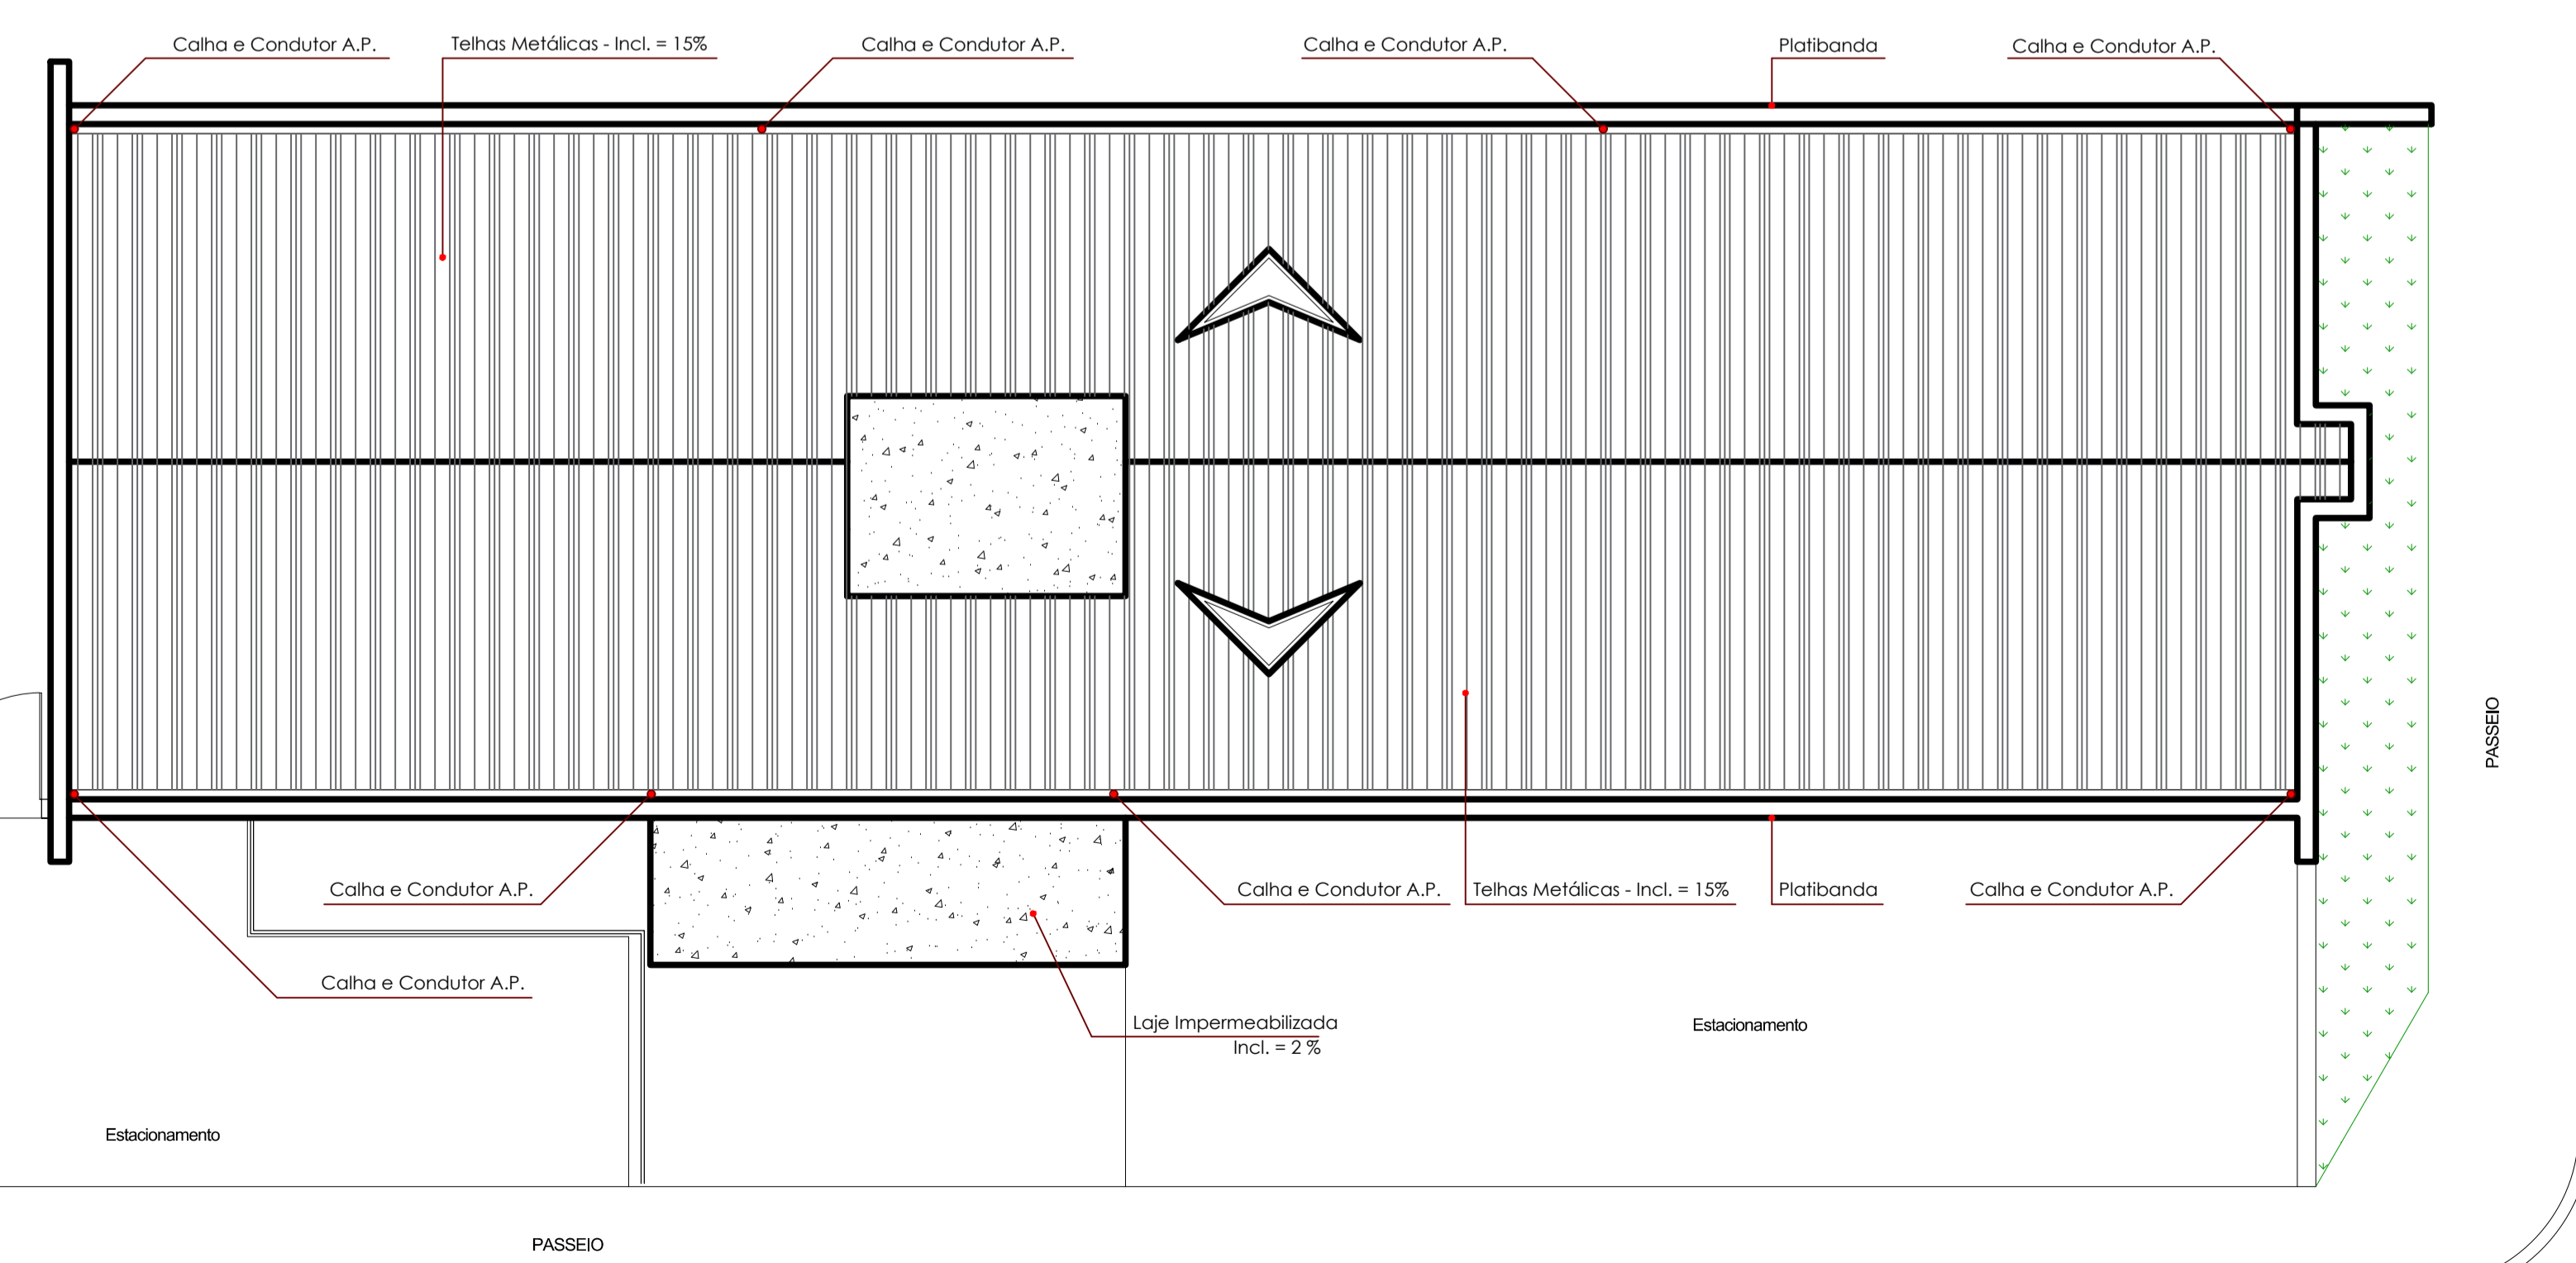 Calha e Condutor A.P.
Telhas Metálicas - Incl. = 15%
Calha e Condutor A.P.
Calha e Condutor A.P.
Platibanda
Calha e Condutor A.P.
PASSEIO
Calha e Condutor A.P.
Calha e Condutor A.P.
Telhas Metálicas - Incl. = 15%
Platibanda
Calha e Condutor A.P.
Calha e Condutor A.P.
Laje Impermeabilizada
Incl. = 2 %
Estacionamento
Estacionamento
PASSEIO